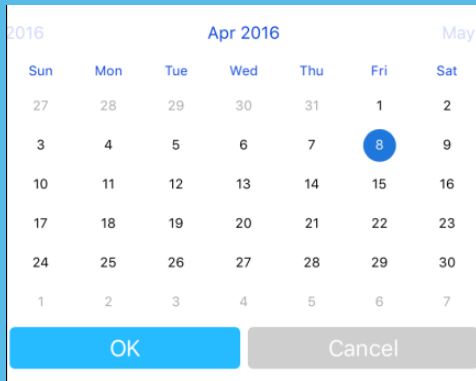 2016 Apr 2016 May
Sun Mon Tue Wed Thu Fri Sat
27 28 29 30 31 1 2
3 4 5 6 7 8 9
10 11 12 13 14 15 16
17 18 19 20 21 22 23
24 25 26 27 28 29 30
1 2 3 4 5 6 7
OK Cancel